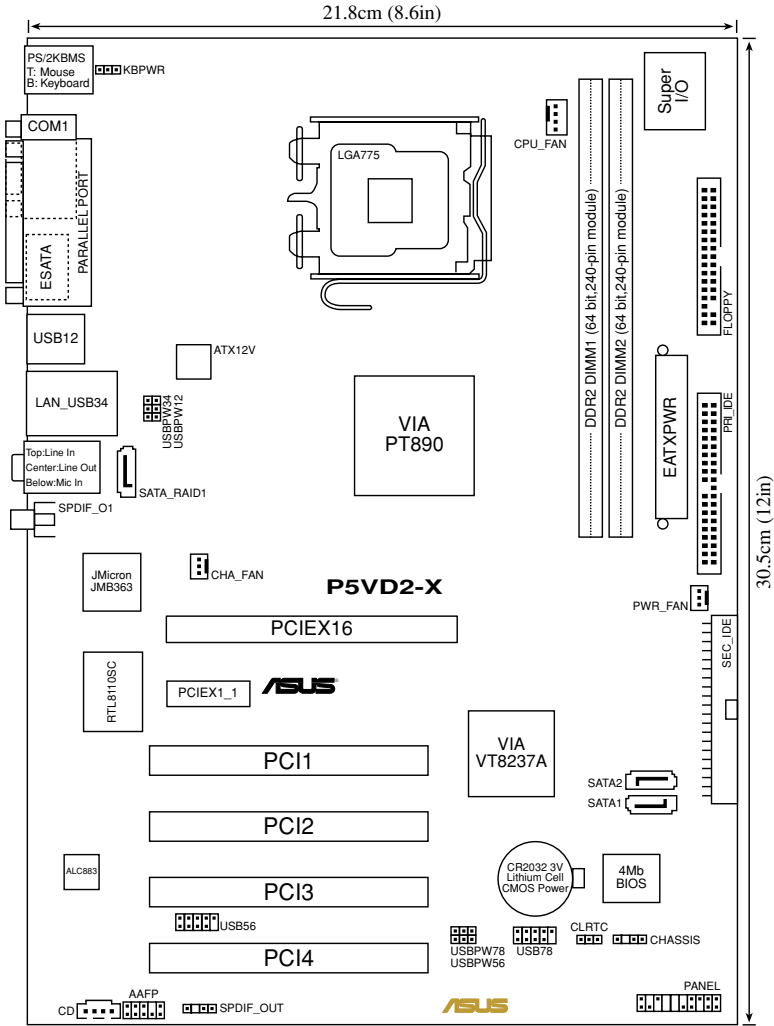 21.8cm (8.6in)
PS/2KBMS
T: Mouse
B: Keyboard
KBPWR
Super
I/O
COM1
CPU_FAN
LGA775
PARALLEL PORT
ESATA
DDR2 DIMM1 (64 bit,240-pin module)
DDR2 DIMM2 (64 bit,240-pin module)
FLOPPY
USB12
ATX12V
LAN_USB34
USBPW34
USBPW12
VIA
PT890
EATXPWR
PRI_IDE
Top:Line In
Center:Line Out
Below:Mic In
SATA_RAID1
SPDIF_O1
30.5cm (12in)
JMicron
JMB363
CHA_FAN
P5VD2-X
PWR_FAN
PCIEX16
SEC_IDE
RTL8110SC
PCIEX1_1
ASUS
VIA
VT8237A
PCI1
SATA2
SATA1
PCI2
ALC883
CR2032 3V
Lithium Cell
CMOS Power
4Mb
BIOS
PCI3
USB56
CLRTC
CHASSIS
USBPW78
USBPW56
USB78
PCI4
PANEL
AAFP
CD
SPDIF_OUT
ASUS